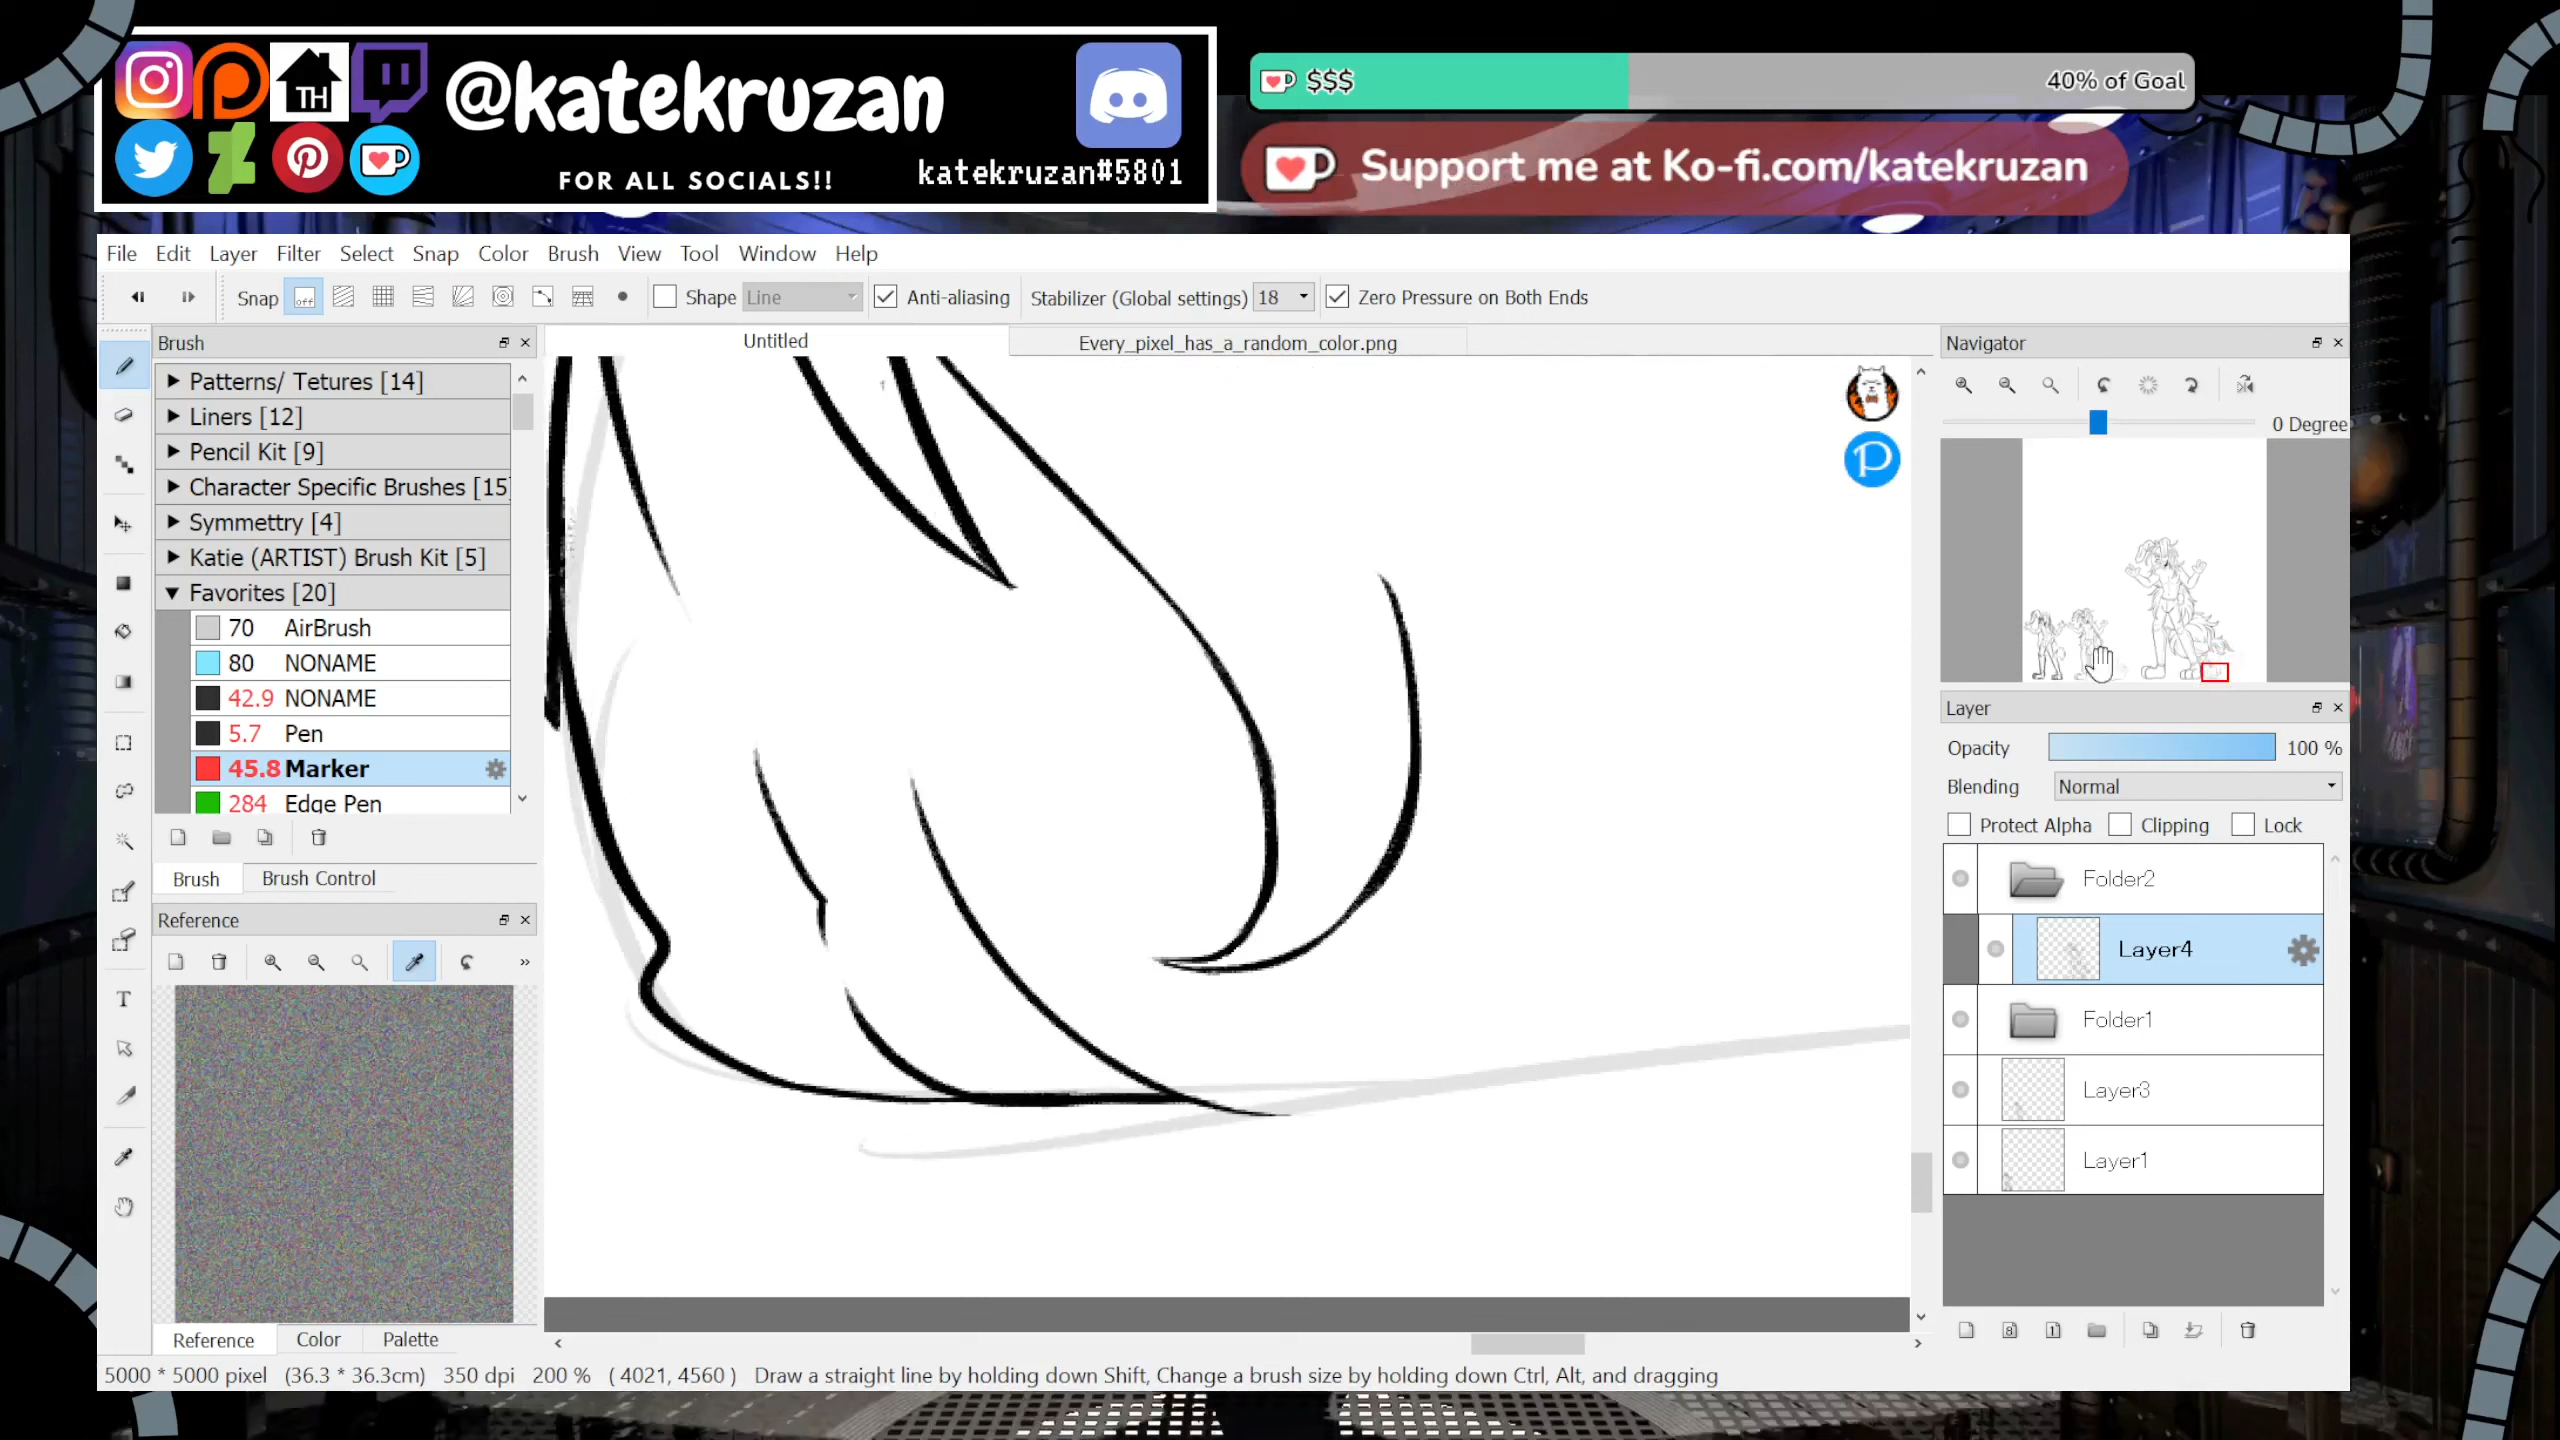 TH
@katekruzan
FOR ALL SOCIALS!!
katekruzan#5801
$$$
40% of Goal
Support me at Ko-fi.com/katekruzan
File Edit Layer Filter Select Snap Color Brush View Tool Window Help
Snap off Shape Line Anti-aliasing Stabilizer (Global settings) 18 Zero Pressure on Both Ends
Brush
Untitled
Every_pixel_has_a_random_color.png
Navigator
0 Degree
Patterns/ Tetures [14]
Liners [12]
Pencil Kit [9]
Character Specific Brushes [15]
Symmettry [4]
Katie (ARTIST) Brush Kit [5]
Favorites [20]
70 AirBrush
80 NONAME
42.9 NONAME
5.7 Pen
45.8 Marker
284 Edge Pen
Brush
Brush Control
Reference
Reference
Color
Palette
Layer
Opacity 100 %
Blending Normal
Protect Alpha Clipping Lock
Folder2
Layer4
Folder1
Layer3
Layer1
5000 * 5000 pixel (36.3 * 36.3cm) 350 dpi 200 % ( 4021, 4560 ) Draw a straight line by holding down Shift, Change a brush size by holding down Ctrl, Alt, and dragging